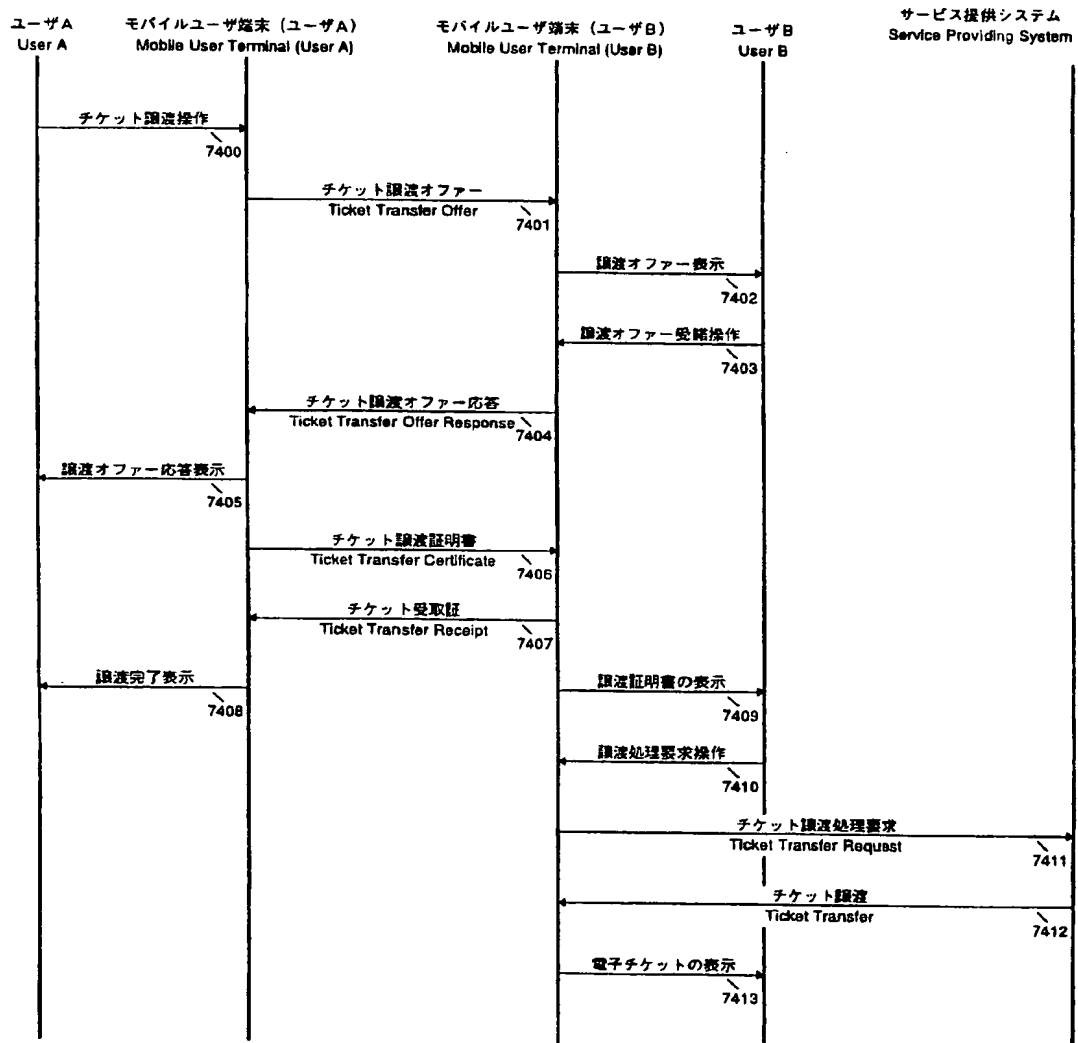 ユーザA
User A
モバイルユーザ端末（ユーザA）
Mobile User Terminal (User A)
モバイルユーザ端末（ユーザB）
Mobile User Terminal (User B)
ユーザB
User B
サービス提供システム
Service Providing System
チケット譲渡操作
7400
チケット譲渡オファー
Ticket Transfer Offer
7401
譲渡オファー表示
7402
譲渡オファー受諾操作
7403
チケット譲渡オファー応答
Ticket Transfer Offer Response
7404
譲渡オファー応答表示
7405
チケット譲渡証明書
Ticket Transfer Certificate
7406
チケット受取証
Ticket Transfer Receipt
7407
譲渡完了表示
7408
譲渡証明書の表示
7409
譲渡処理要求操作
7410
チケット譲渡処理要求
Ticket Transfer Request
7411
チケット譲渡
Ticket Transfer
7412
電子チケットの表示
7413